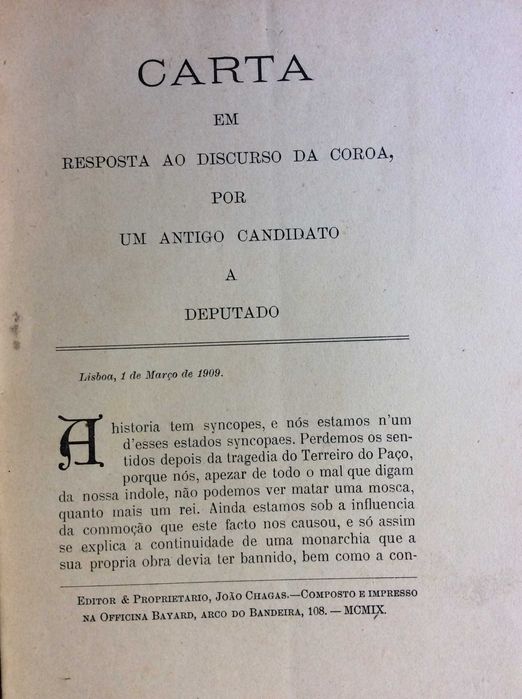 CARTA
EM
RESPOSTA AO DISCURSO DA COROA,
POR
UM ANTIGO CANDIDATO
A
DEPUTADO
Lisboa, 1 de Março de 1909.
A historia tem syncopes, e nós estamos n'um
d'esses estados syncopaes. Perdemos os sen-
tidos depois da tragedia do Terreiro do Paço,
porque nós, apezar de todo o mal que digam
da nossa indole, não podemos ver matar uma mosca,
quanto mais um rei. Ainda estamos sob a influencia
da commoção que este facto nos causou, e só assim
se explica a continuidade de uma monarchia que a
sua propria obra devia ter bannido, bem como a con-
EDITOR & PROPRIETARIO, JOÃO CHAGAS.—COMPOSTO E IMPRESSO
NA OFFICINA BAYARD, ARCO DO BANDEIRA, 108. — MCMIX.